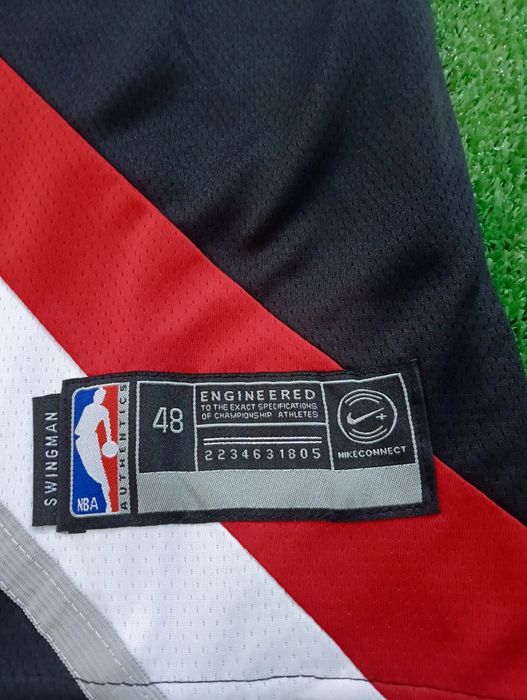 SWINGMAN
NBA
AUTHENTICS
48
ENGINEERED
TO THE EXACT SPECIFICATIONS
OF CHAMPIONSHIP ATHLETES
2234631805
NIKECONNECT